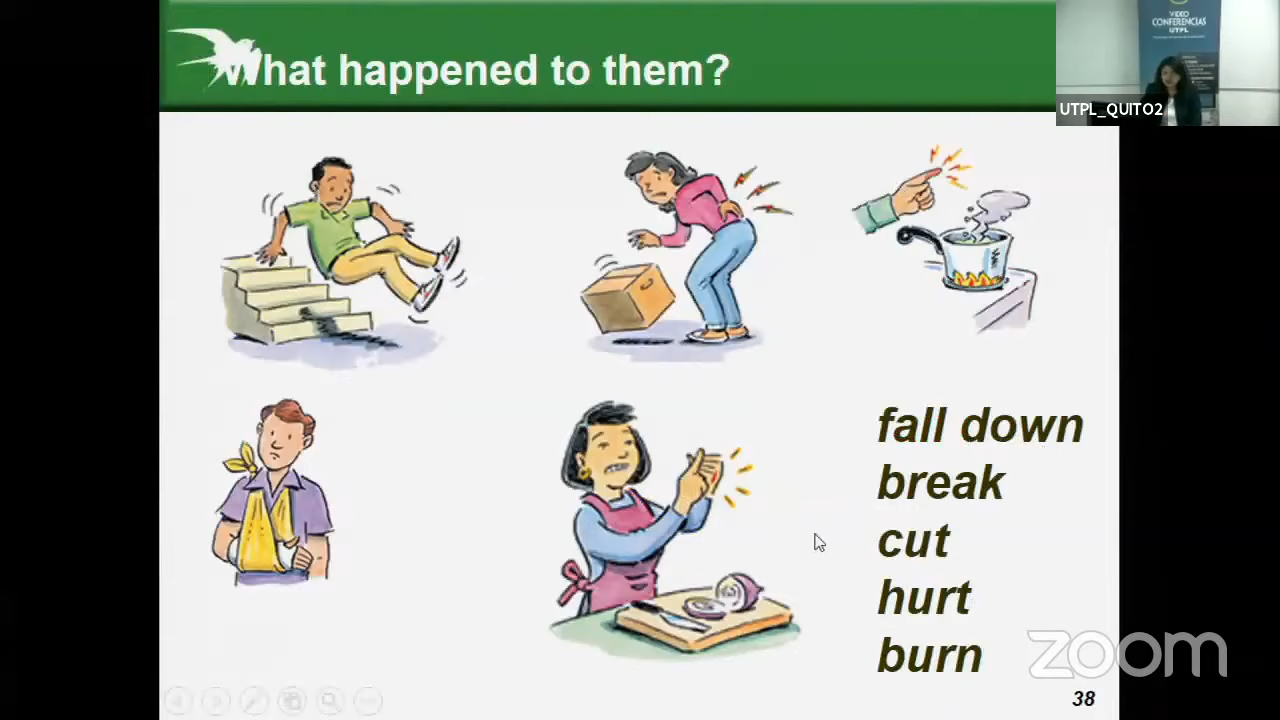 What happened to them?
VIDEO
CONFERENCIAS
UTPL
UTPL_QUITO2
fall down
break
cut
hurt
burn
zoom
38